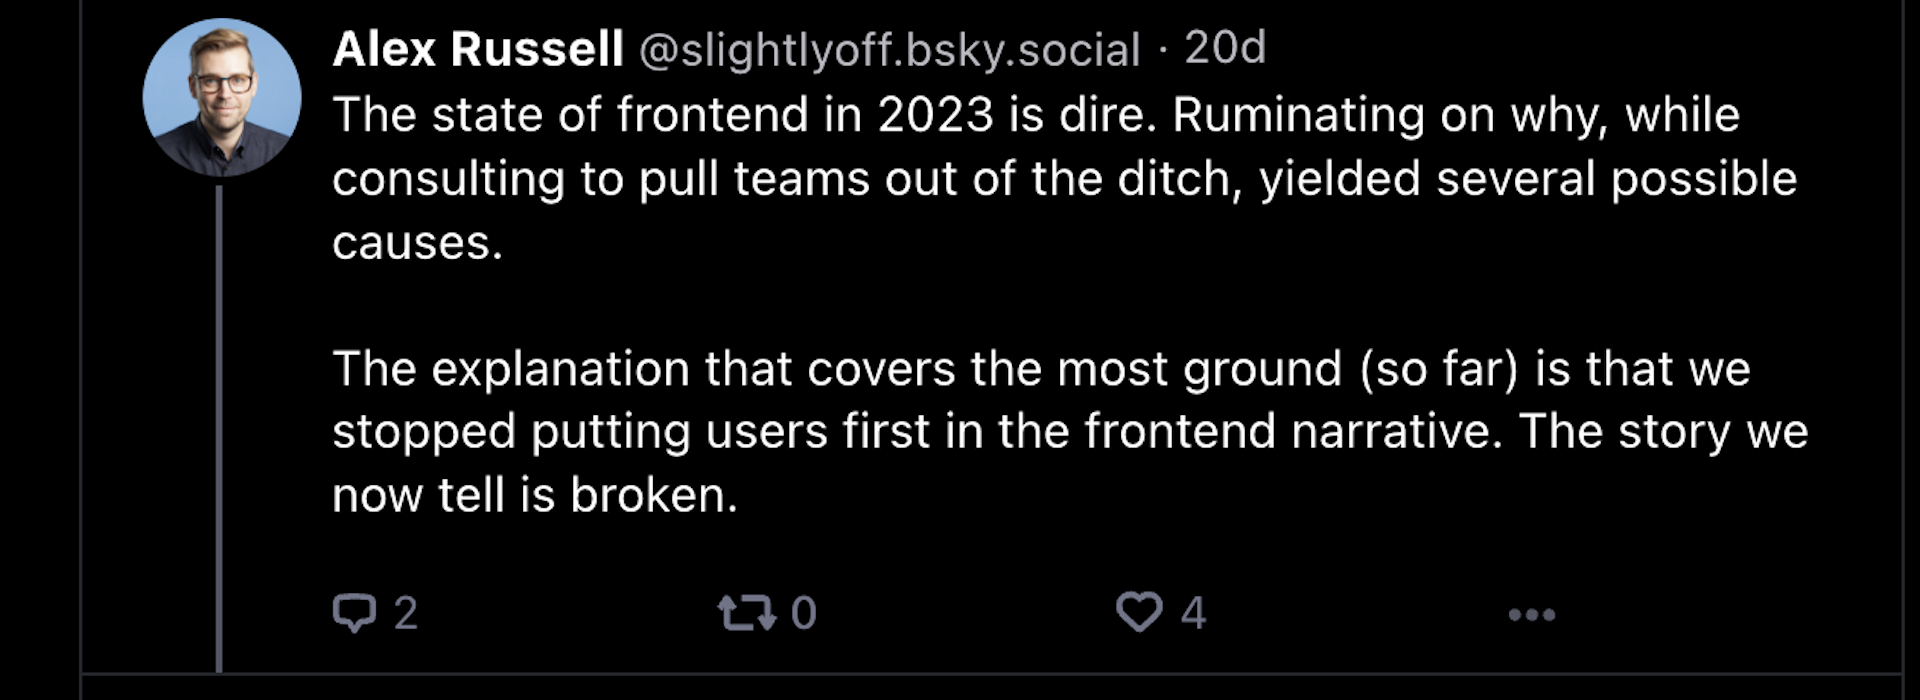 Alex Russell @slightlyoff.bsky.social · 20d
The state of frontend in 2023 is dire. Ruminating on why, while
consulting to pull teams out of the ditch, yielded several possible
causes.
The explanation that covers the most ground (so far) is that we
stopped putting users first in the frontend narrative. The story we
now tell is broken.
2 0 4